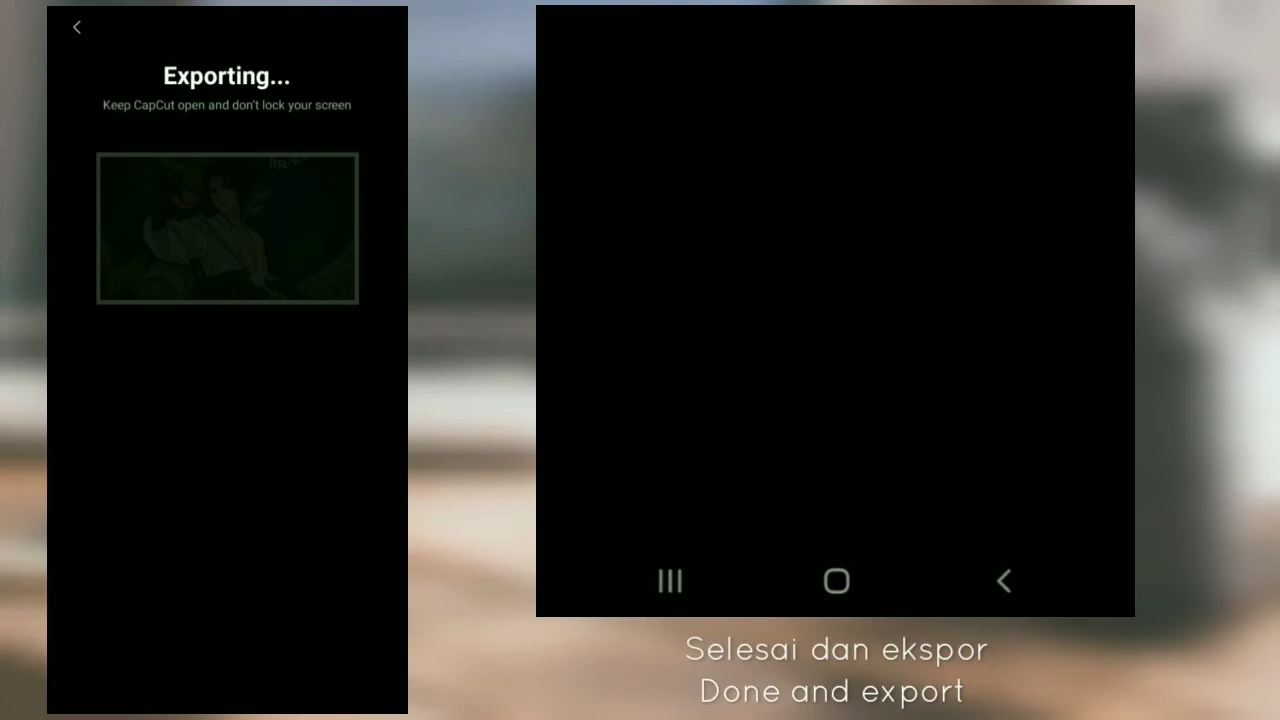 Exporting...
Keep CapCut open and don't lock your screen
Selesai dan ekspor
Done and export